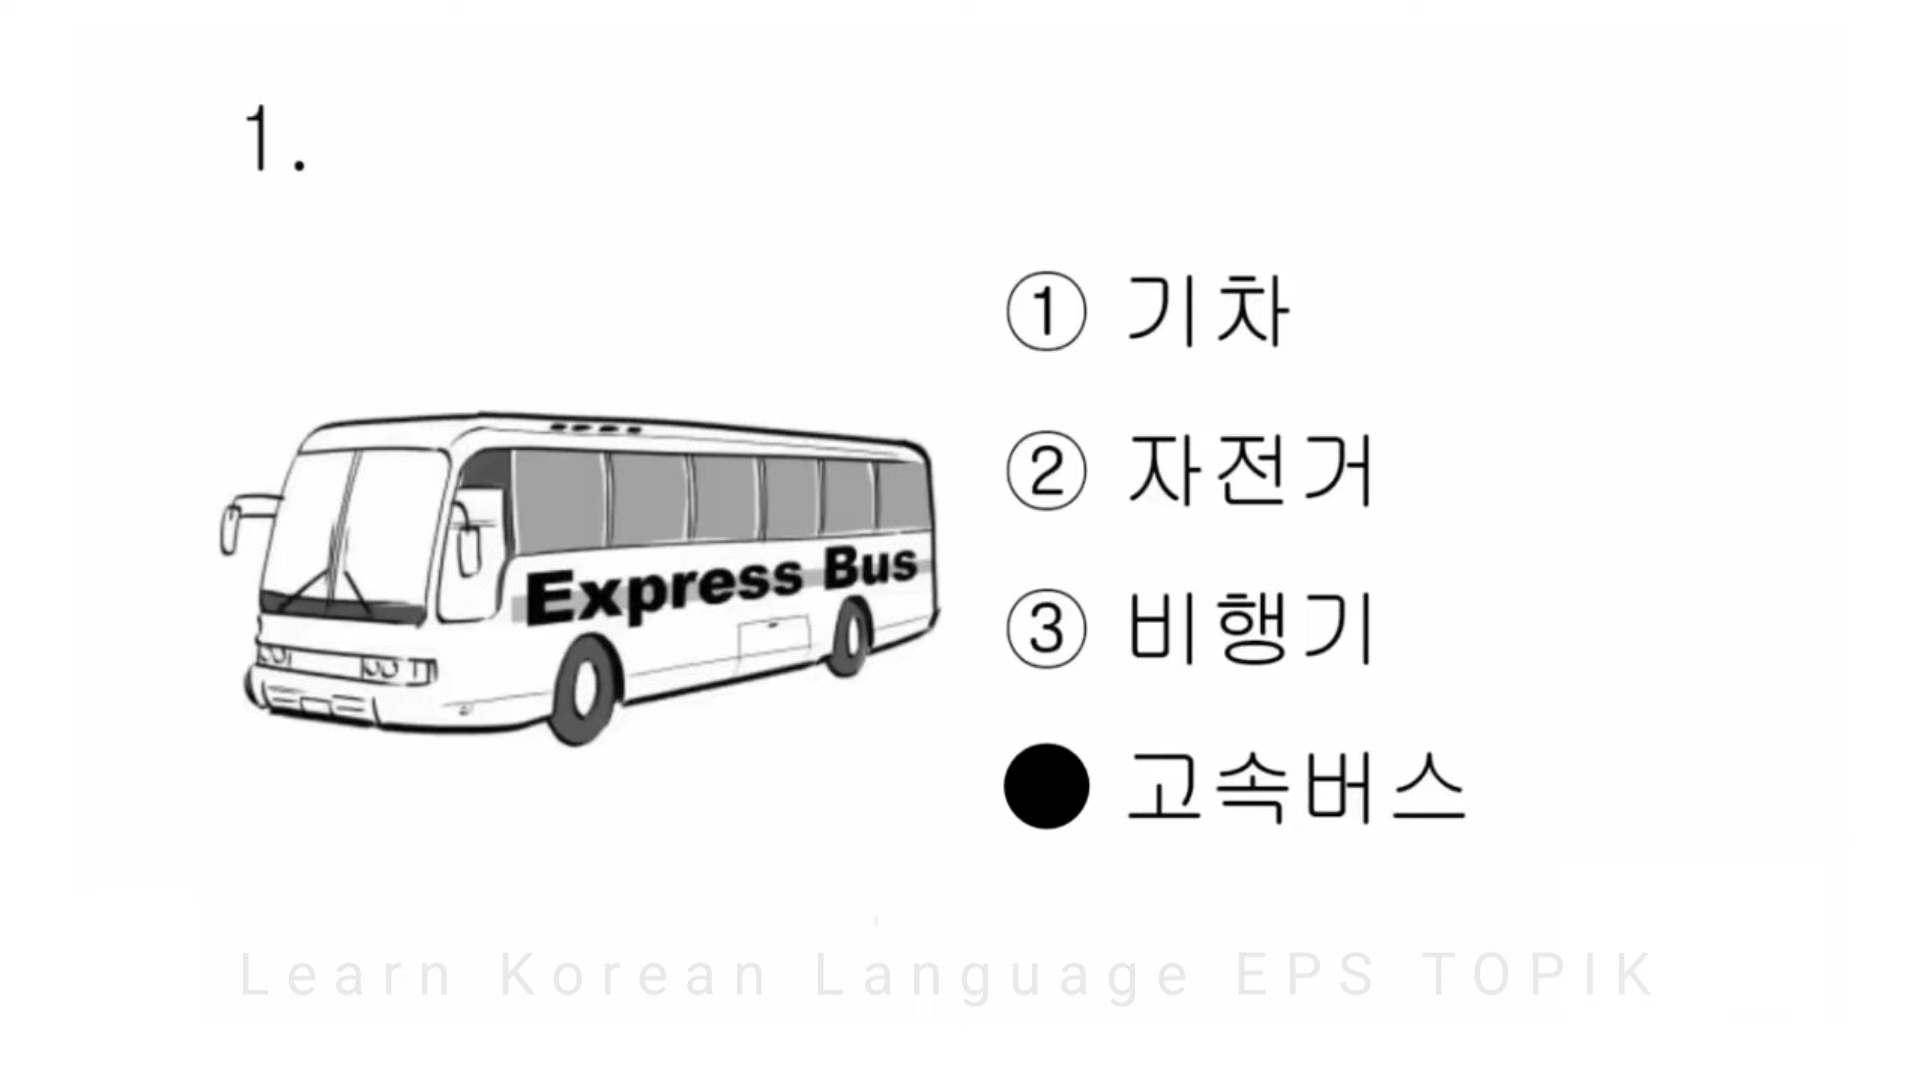 1.
① 기차
② 자전거
③ 비행기
● 고속버스
Express Bus
Learn Korean Language EPS TOPIK